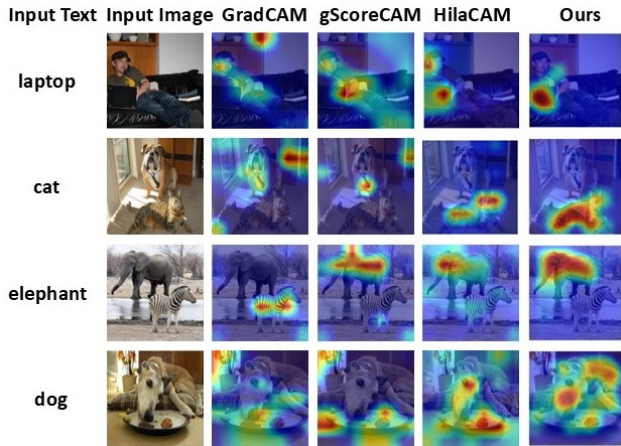 Input Text Input Image GradCAM gScoreCAM HilaCAM Ours
laptop
cat
elephant
dog